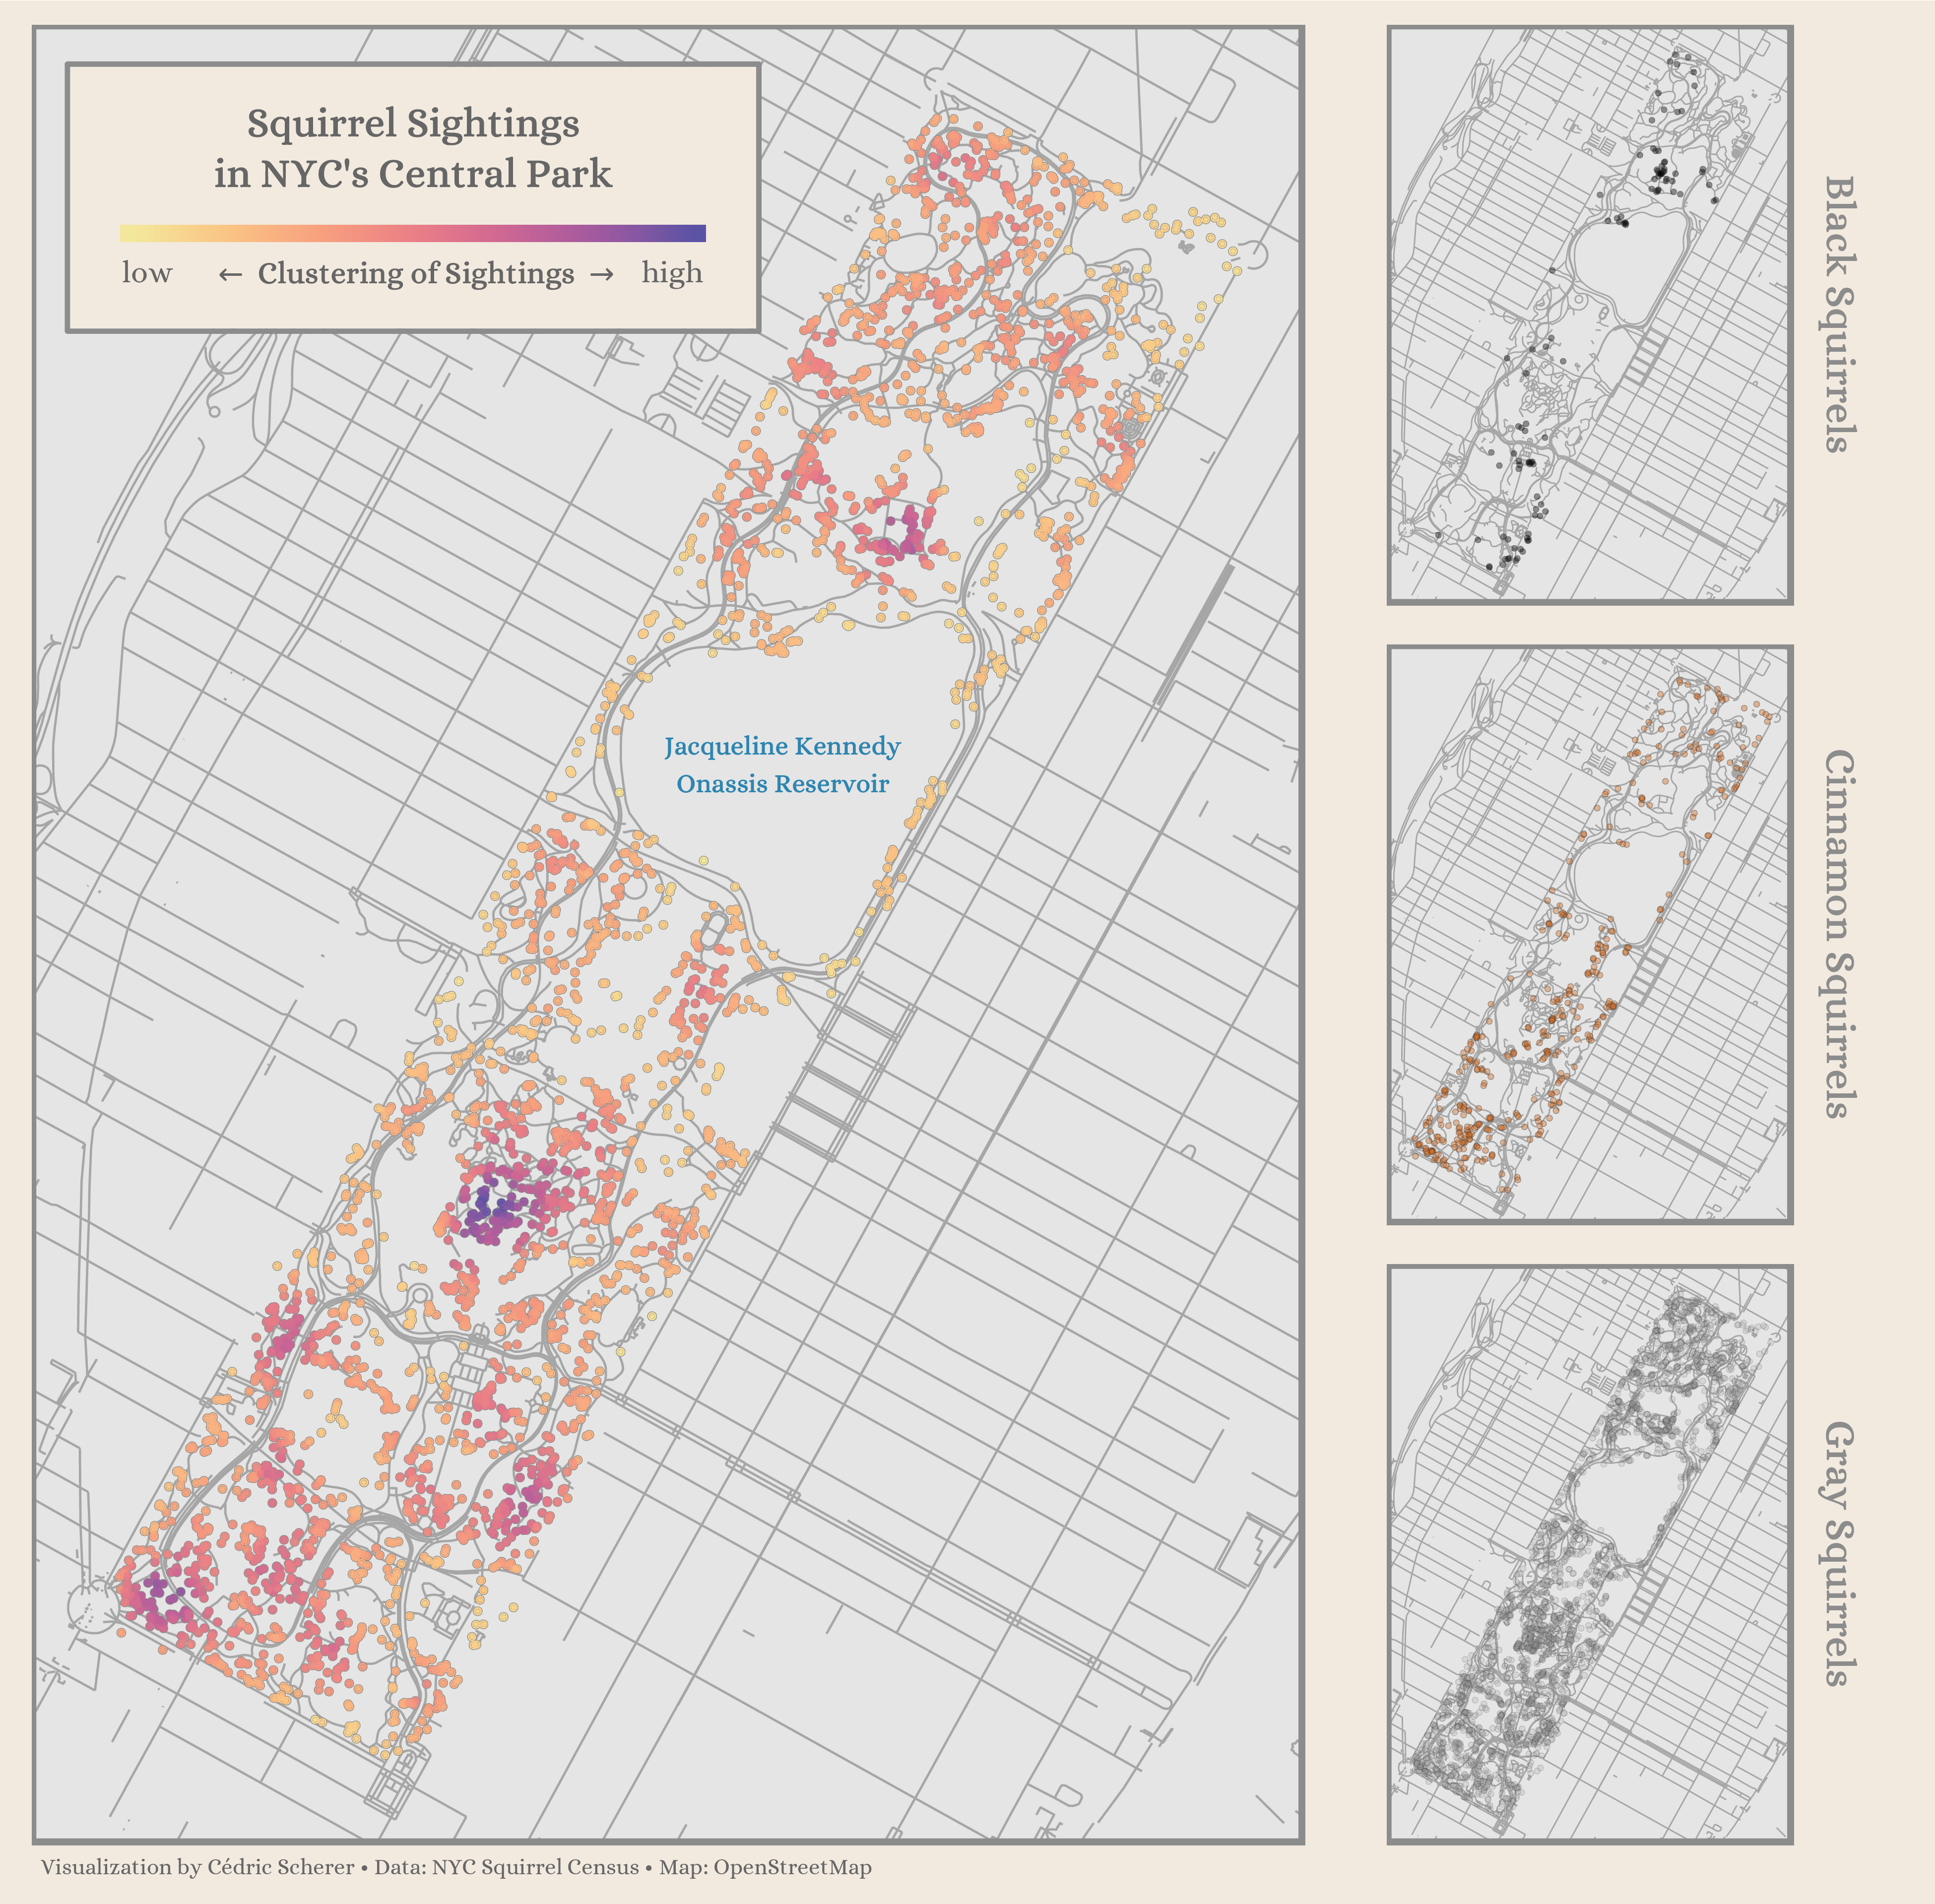 Squirrel Sightings
in NYC's Central Park
low ← Clustering of Sightings → high
Jacqueline Kennedy
Onassis Reservoir
Black Squirrels
Cinnamon Squirrels
Gray Squirrels
Visualization by Cédric Scherer • Data: NYC Squirrel Census • Map: OpenStreetMap